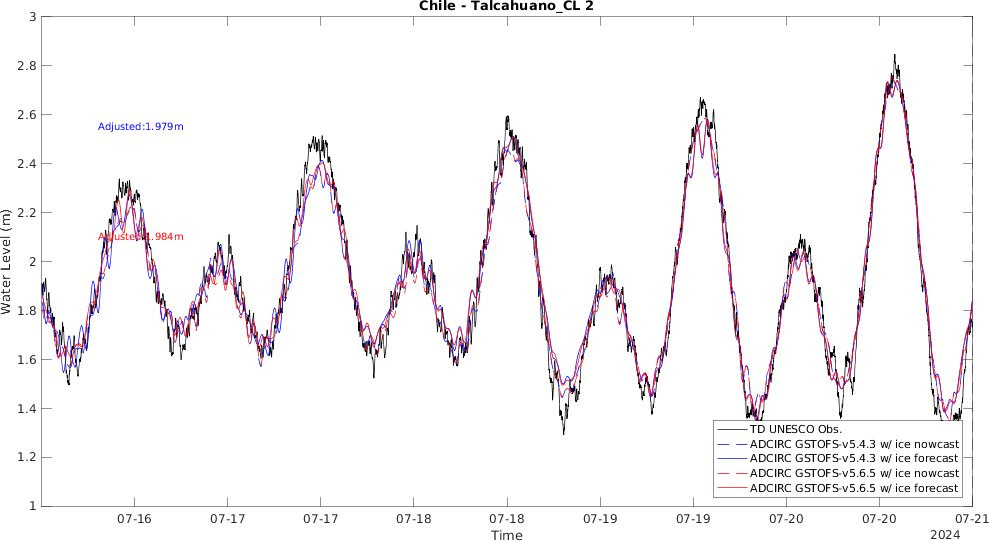 Chile - Talcahuano_CL 2
3
2.8
2.6
2.4
2.2
2
1.8
1.6
1.4
1.2
1
Water Level (m)
Adjusted:1.979m
Adjusted:1.984m
TD UNESCO Obs.
ADCIRC GSTOFS-v5.4.3 w/ ice nowcast
ADCIRC GSTOFS-v5.4.3 w/ ice forecast
ADCIRC GSTOFS-v5.6.5 w/ ice nowcast
ADCIRC GSTOFS-v5.6.5 w/ ice forecast
07-16 07-17 07-17 07-18 07-18 07-19 07-19 07-20 07-20 07-21
Time
2024